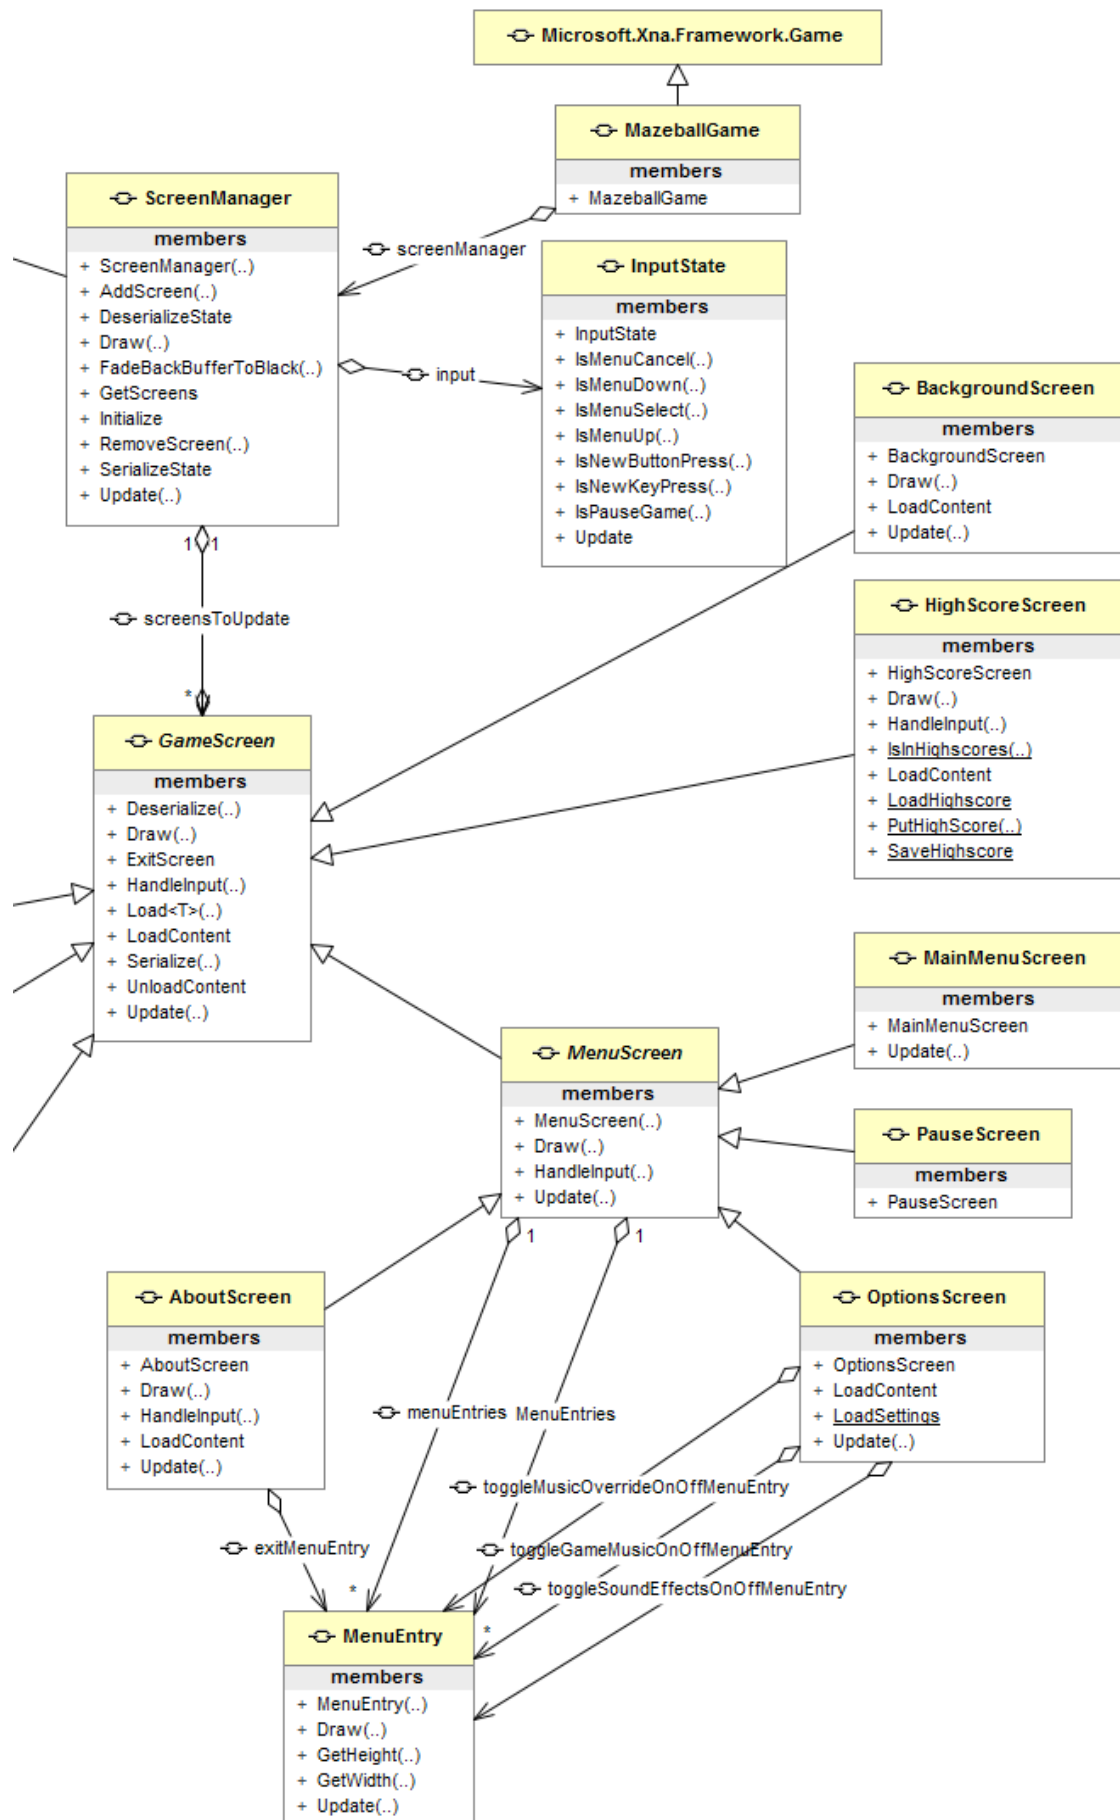 Microsoft.Xna.Framework.Game
MazeballGame
members
+ MazeballGame
screenManager
ScreenManager
members
+ ScreenManager(..)
+ AddScreen(..)
+ DeserializeState
+ Draw(..)
+ FadeBackBufferToBlack(..)
+ GetScreens
+ Initialize
+ RemoveScreen(..)
+ SerializeState
+ Update(..)
input
InputState
members
+ InputState
+ IsMenuCancel(..)
+ IsMenuDown(..)
+ IsMenuSelect(..)
+ IsMenuUp(..)
+ IsNewButtonPress(..)
+ IsNewKeyPress(..)
+ IsPauseGame(..)
+ Update
BackgroundScreen
members
+ BackgroundScreen
+ Draw(..)
+ LoadContent
+ Update(..)
1 1
screensToUpdate
*
HighScoreScreen
members
+ HighScoreScreen
+ Draw(..)
+ HandleInput(..)
+ IsInHighscores(..)
+ LoadContent
+ LoadHighscore
+ PutHighScore(..)
+ SaveHighscore
GameScreen
members
+ Deserialize(..)
+ Draw(..)
+ ExitScreen
+ HandleInput(..)
+ Load<T>(..)
+ LoadContent
+ Serialize(..)
+ UnloadContent
+ Update(..)
MainMenuScreen
members
+ MainMenuScreen
+ Update(..)
MenuScreen
members
+ MenuScreen(..)
+ Draw(..)
+ HandleInput(..)
+ Update(..)
PauseScreen
members
+ PauseScreen
1
1
AboutScreen
members
+ AboutScreen
+ Draw(..)
+ HandleInput(..)
+ LoadContent
+ Update(..)
OptionsScreen
members
+ OptionsScreen
+ LoadContent
+ LoadSettings
+ Update(..)
menuEntries
MenuEntries
toggleMusicOverrideOnOffMenuEntry
exitMenuEntry
toggleGameMusicOnOffMenuEntry
toggleSoundEffectsOnOffMenuEntry
*
*
MenuEntry
members
+ MenuEntry(..)
+ Draw(..)
+ GetHeight(..)
+ GetWidth(..)
+ Update(..)